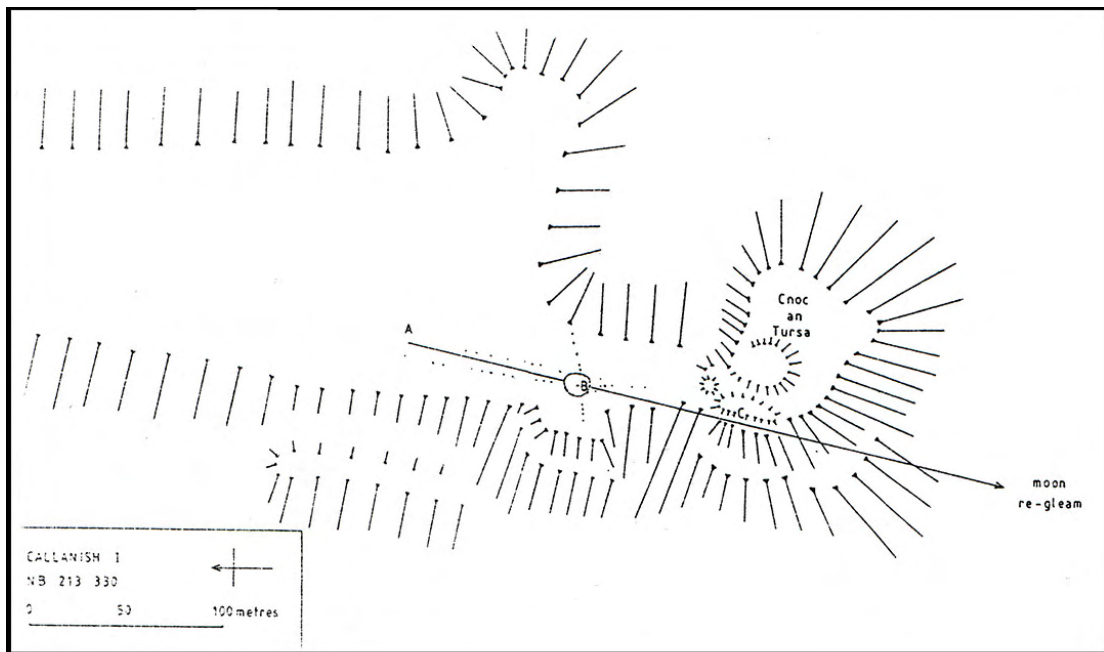 Cnoc
an
Tursa
A
B
C
moon
re-gleam
CALLANISH I
NB 213 330
0 50 100 metres